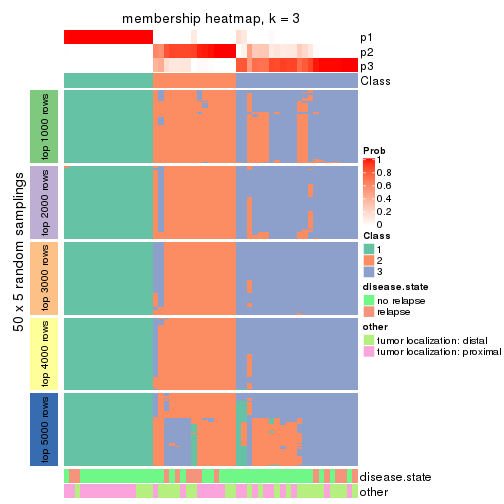 membership heatmap, k = 3
p1
p2
p3
Class
50 x 5 random samplings
top 1000 rows
top 2000 rows
top 3000 rows
top 4000 rows
top 5000 rows
Prob
1
0.8
0.6
0.4
0.2
0
Class
1
2
3
disease.state
no relapse
relapse
other
tumor localization: distal
tumor localization: proximal
disease.state
other